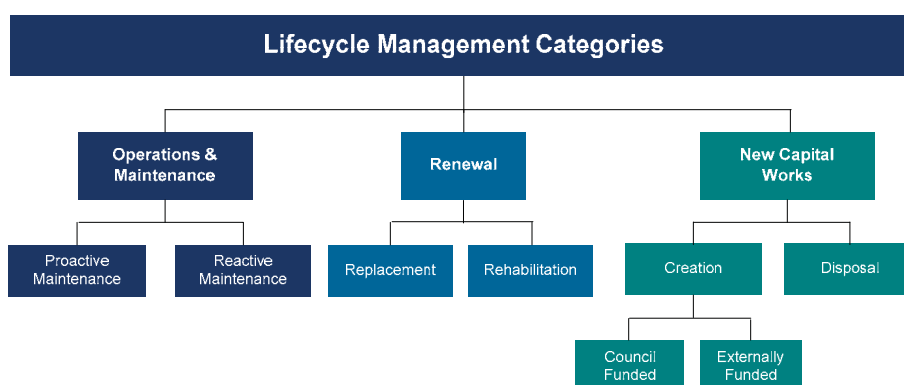 Lifecycle Management Categories
Operations &
Maintenance
Renewal
New Capital
Works
Proactive
Maintenance
Reactive
Maintenance
Replacement
Rehabilitation
Creation
Disposal
Council
Funded
Externally
Funded